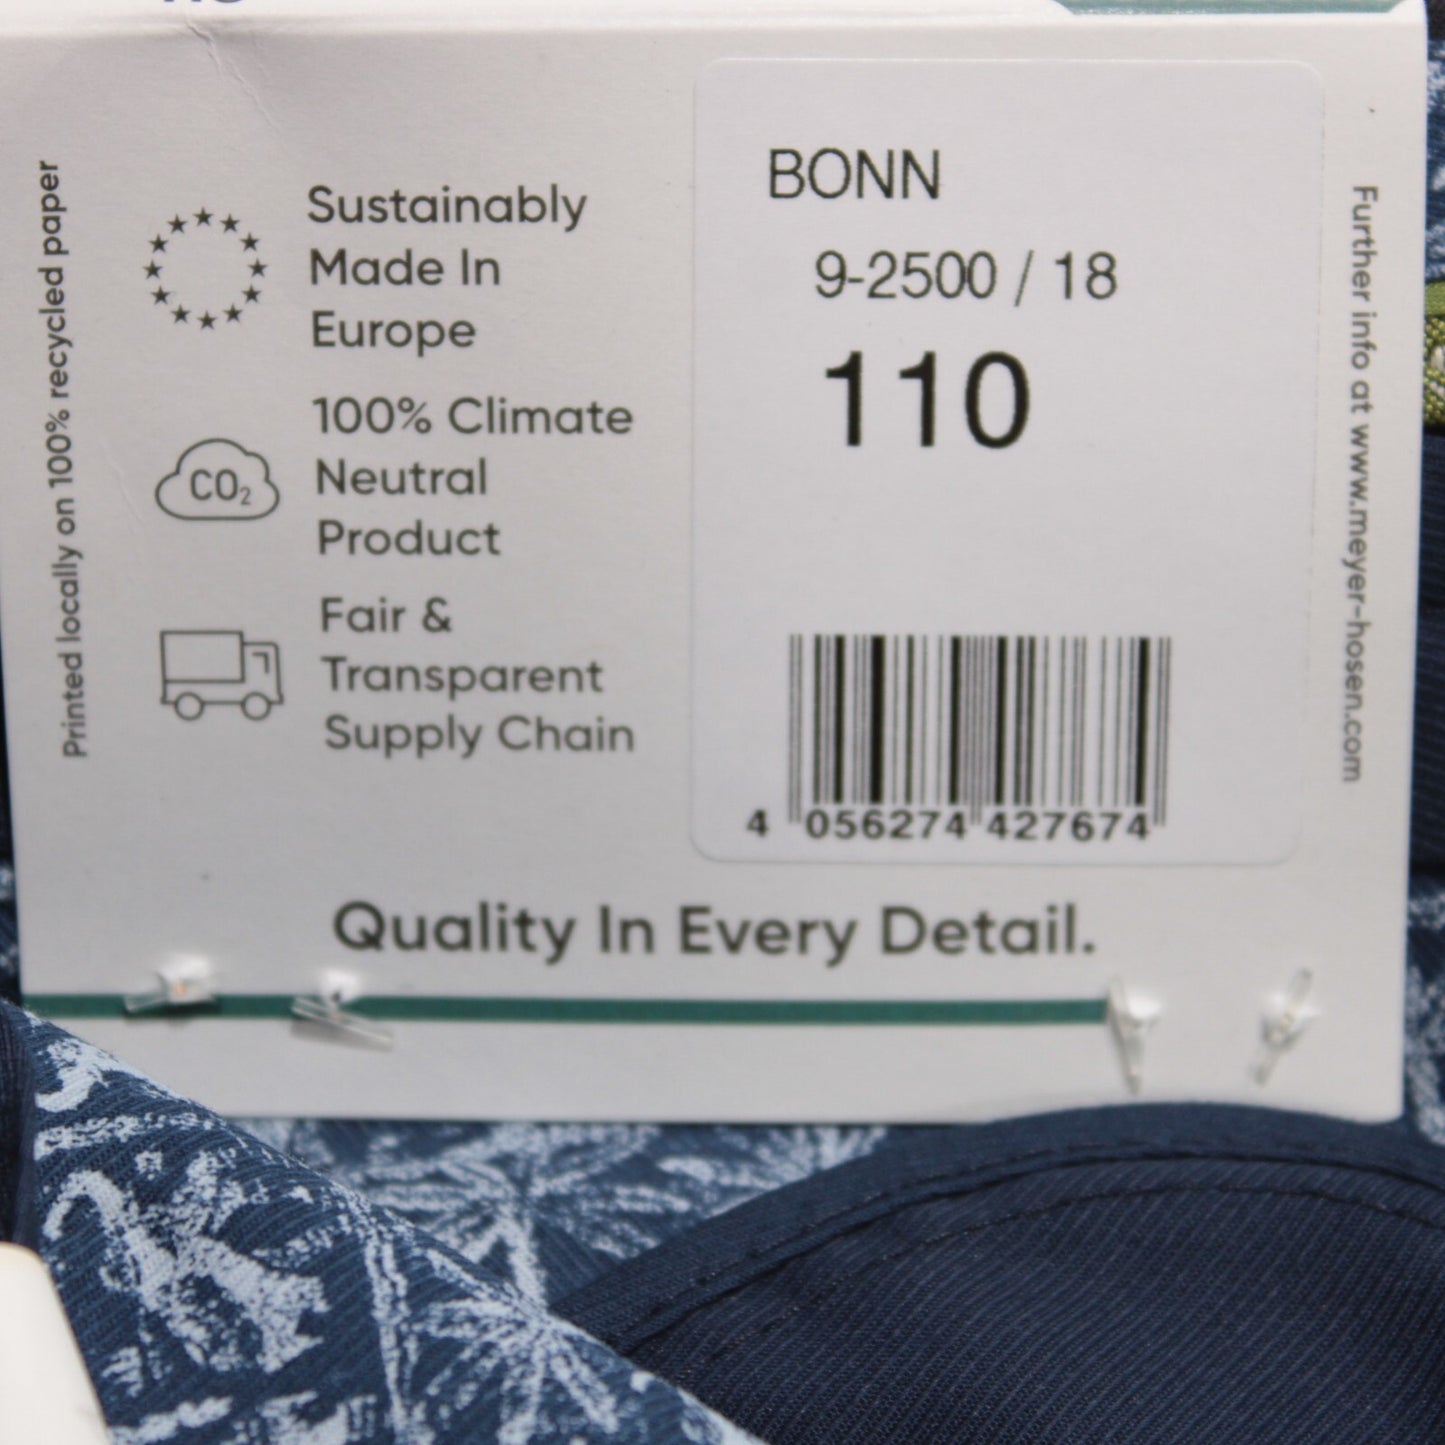 Printed locally on 100% recycled paper
Sustainably
Made In
Europe
CO₂
100% Climate
Neutral
Product
Fair &
Transparent
Supply Chain
BONN
9-2500 / 18
110
4 056274 427674
Further info at www.meyer-hosen.com
Quality In Every Detail.